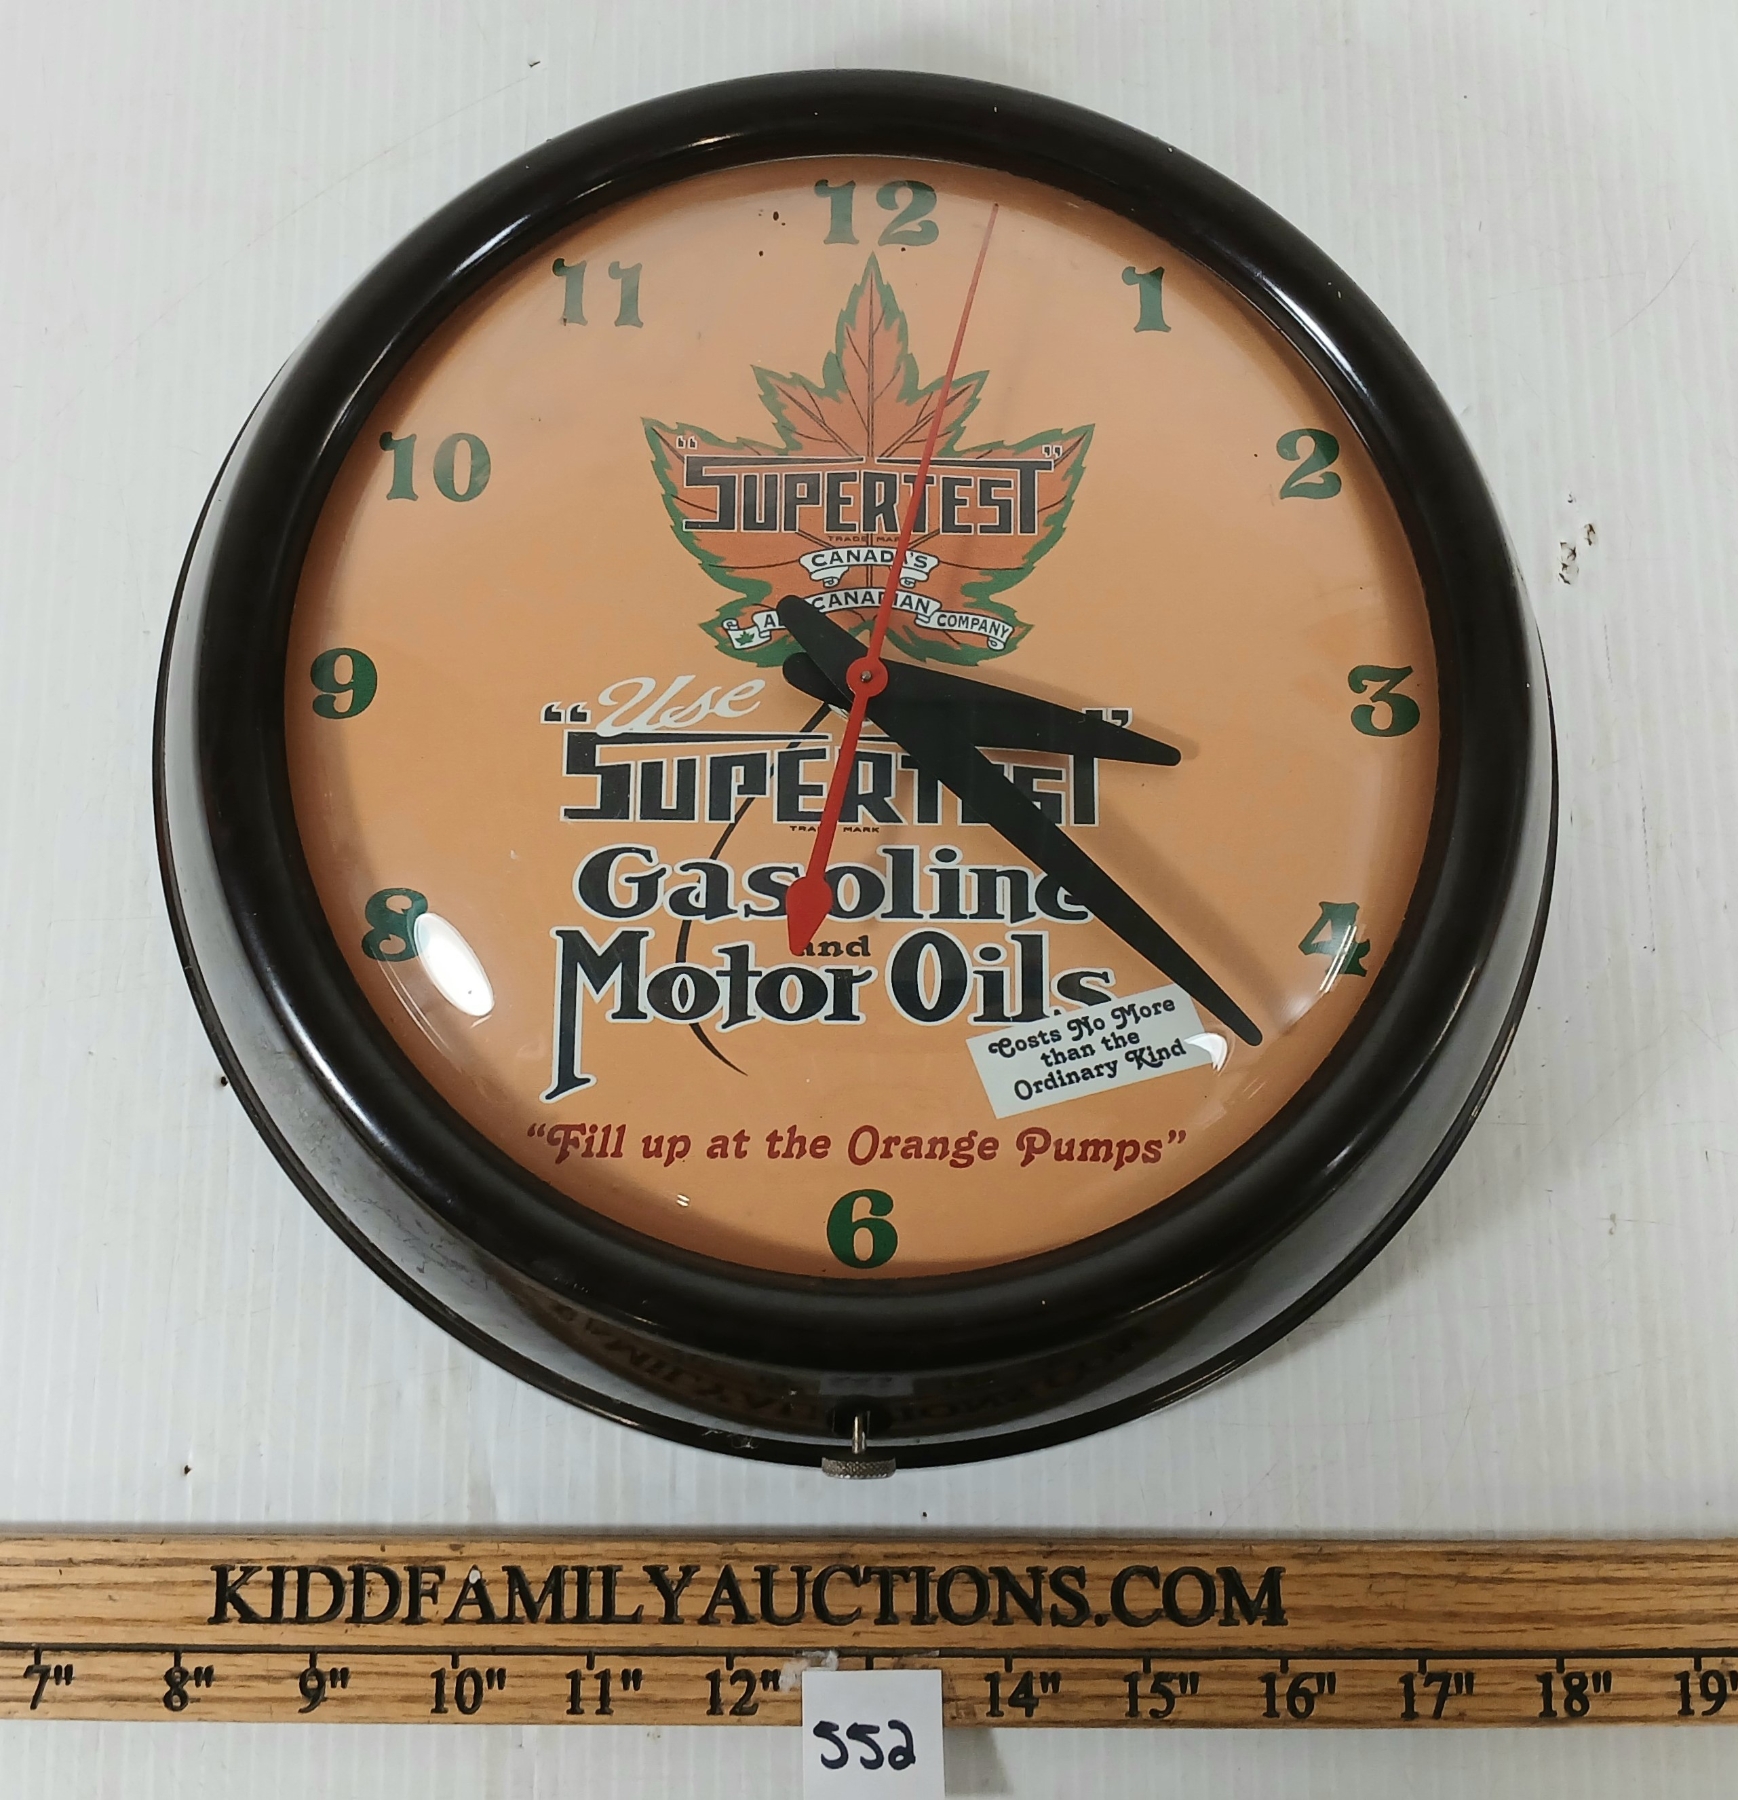 12
11
1
10
2
"SUPERTEST"
TRADE MARK
CANADA'S
ALL CANADIAN COMPANY
9
3
Use
"SUPERTEST"
TRADE MARK
Gasoline
8
4
and
Motor Oils
Costs No More
than the
Ordinary Kind
"Fill up at the Orange Pumps"
6
KIDDFAMILYAUCTIONS.COM
7" 8" 9" 10" 11" 12" 14" 15" 16" 17" 18" 19"
552